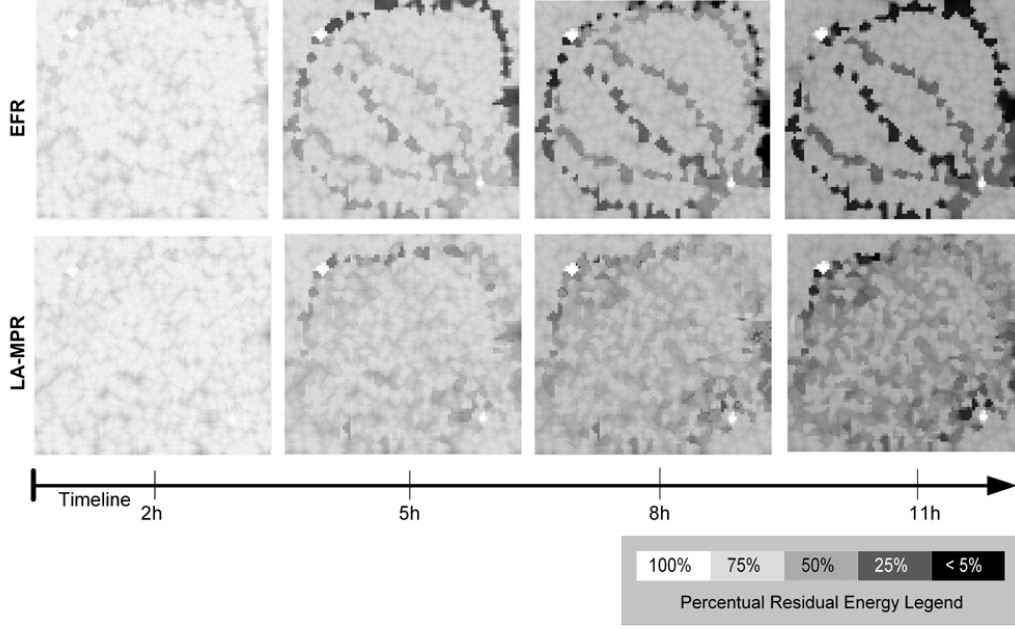 EFR
LA-MPR
Timeline
2h
5h
8h
11h
100%
75%
50%
25%
< 5%
Percentual Residual Energy Legend